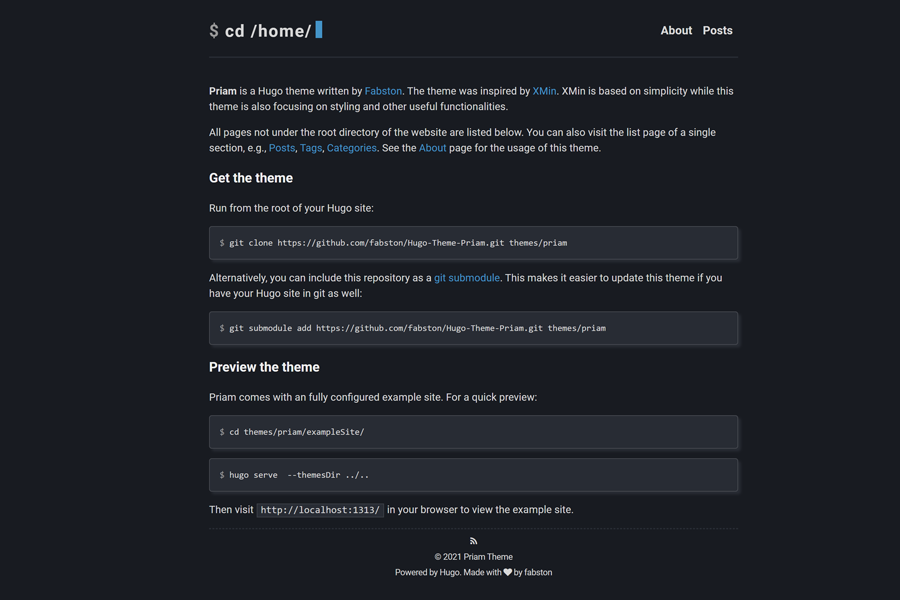 $ cd /home/
About Posts
Priam is a Hugo theme written by Fabston. The theme was inspired by XMin. XMin is based on simplicity while this
theme is also focusing on styling and other useful functionalities.
All pages not under the root directory of the website are listed below. You can also visit the list page of a single
section, e.g., Posts, Tags, Categories. See the About page for the usage of this theme.
Get the theme
Run from the root of your Hugo site:
$ git clone https://github.com/fabston/Hugo-Theme-Priam.git themes/priam
Alternatively, you can include this repository as a git submodule. This makes it easier to update this theme if you
have your Hugo site in git as well:
$ git submodule add https://github.com/fabston/Hugo-Theme-Priam.git themes/priam
Preview the theme
Priam comes with an fully configured example site. For a quick preview:
$ cd themes/priam/exampleSite/
$ hugo serve  --themesDir ../..
Then visit http://localhost:1313/ in your browser to view the example site.
© 2021 Priam Theme
Powered by Hugo. Made with ❤ by fabston